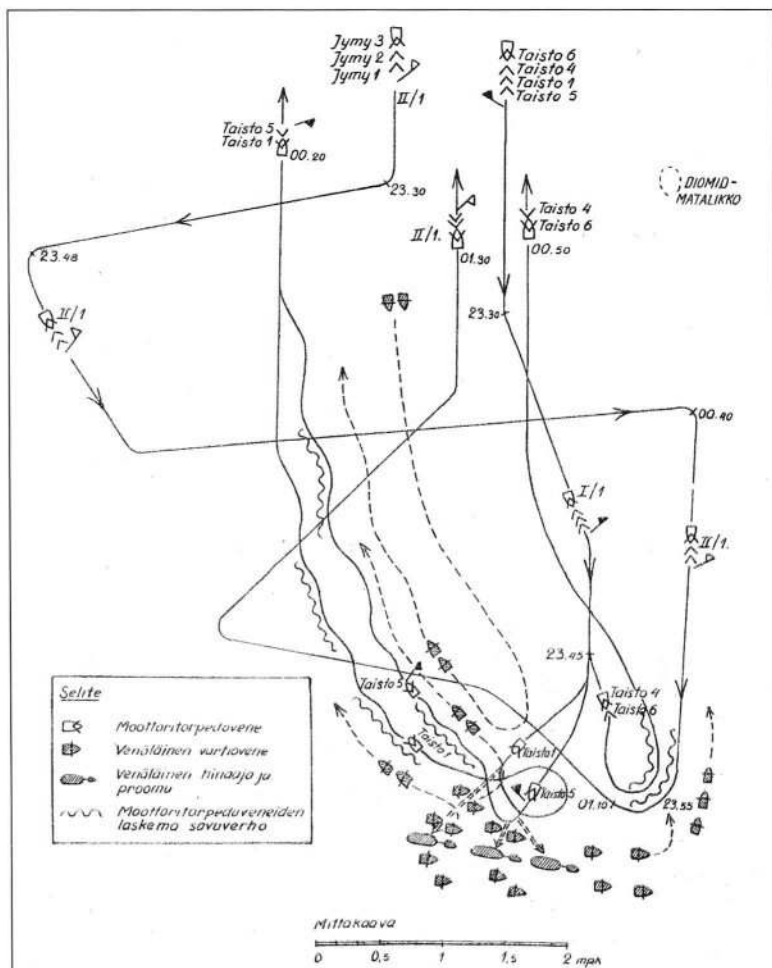 Jymy 3
Jymy 2
Jymy 1
II/1
Taisto 6
Taisto 4
Taisto 1
Taisto 5
Taisto 5
Taisto 1
00.20
23.30
DIOMID-
MATALIKKO
Taisto 4
Taisto 6
00.50
II/1.
01.30
23.48
II/1
23.30
00.40
I/1
II/1.
23.45
Taisto 5
Taisto 4
Taisto 6
Taisto 1
Taisto 1
Taisto 5
01.10
23.55
Selite
Moottoritorpedovene
Venäläinen vartiovene
Venäläinen hinaaja ja
proomu
Moottoritorpedoveneiden
laskema savuverho
Mittakaava
0 0,5 1 1,5 2 mpk